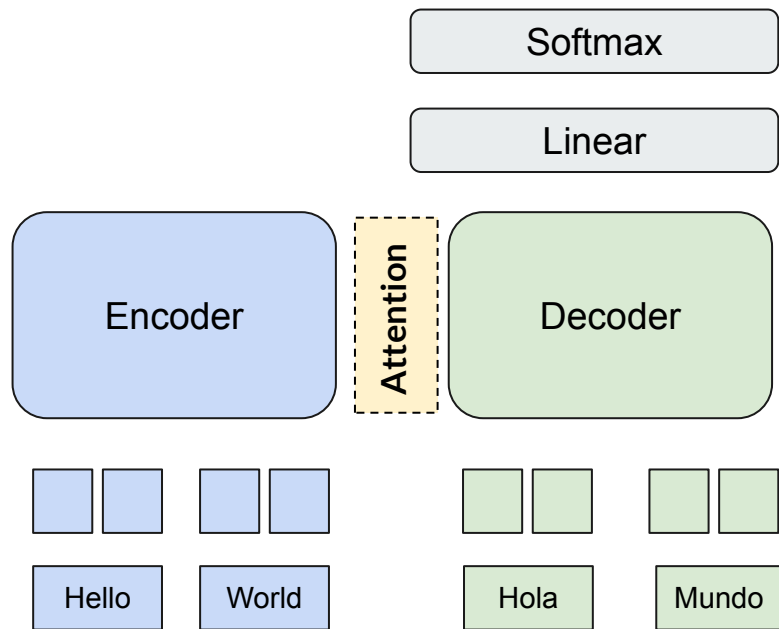 Softmax
Linear
Encoder
Attention
Decoder
Hello
World
Hola
Mundo